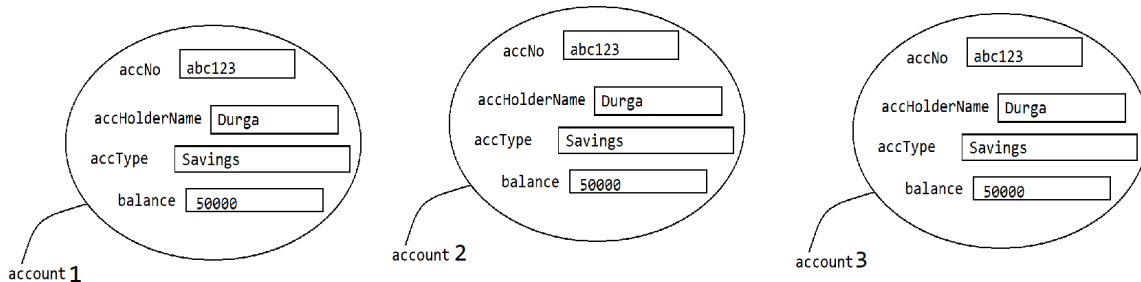 accNo abc123
accHolderName Durga
accType Savings
balance 50000
account 1
accNo abc123
accHolderName Durga
accType Savings
balance 50000
account 2
accNo abc123
accHolderName Durga
accType Savings
balance 50000
account 3